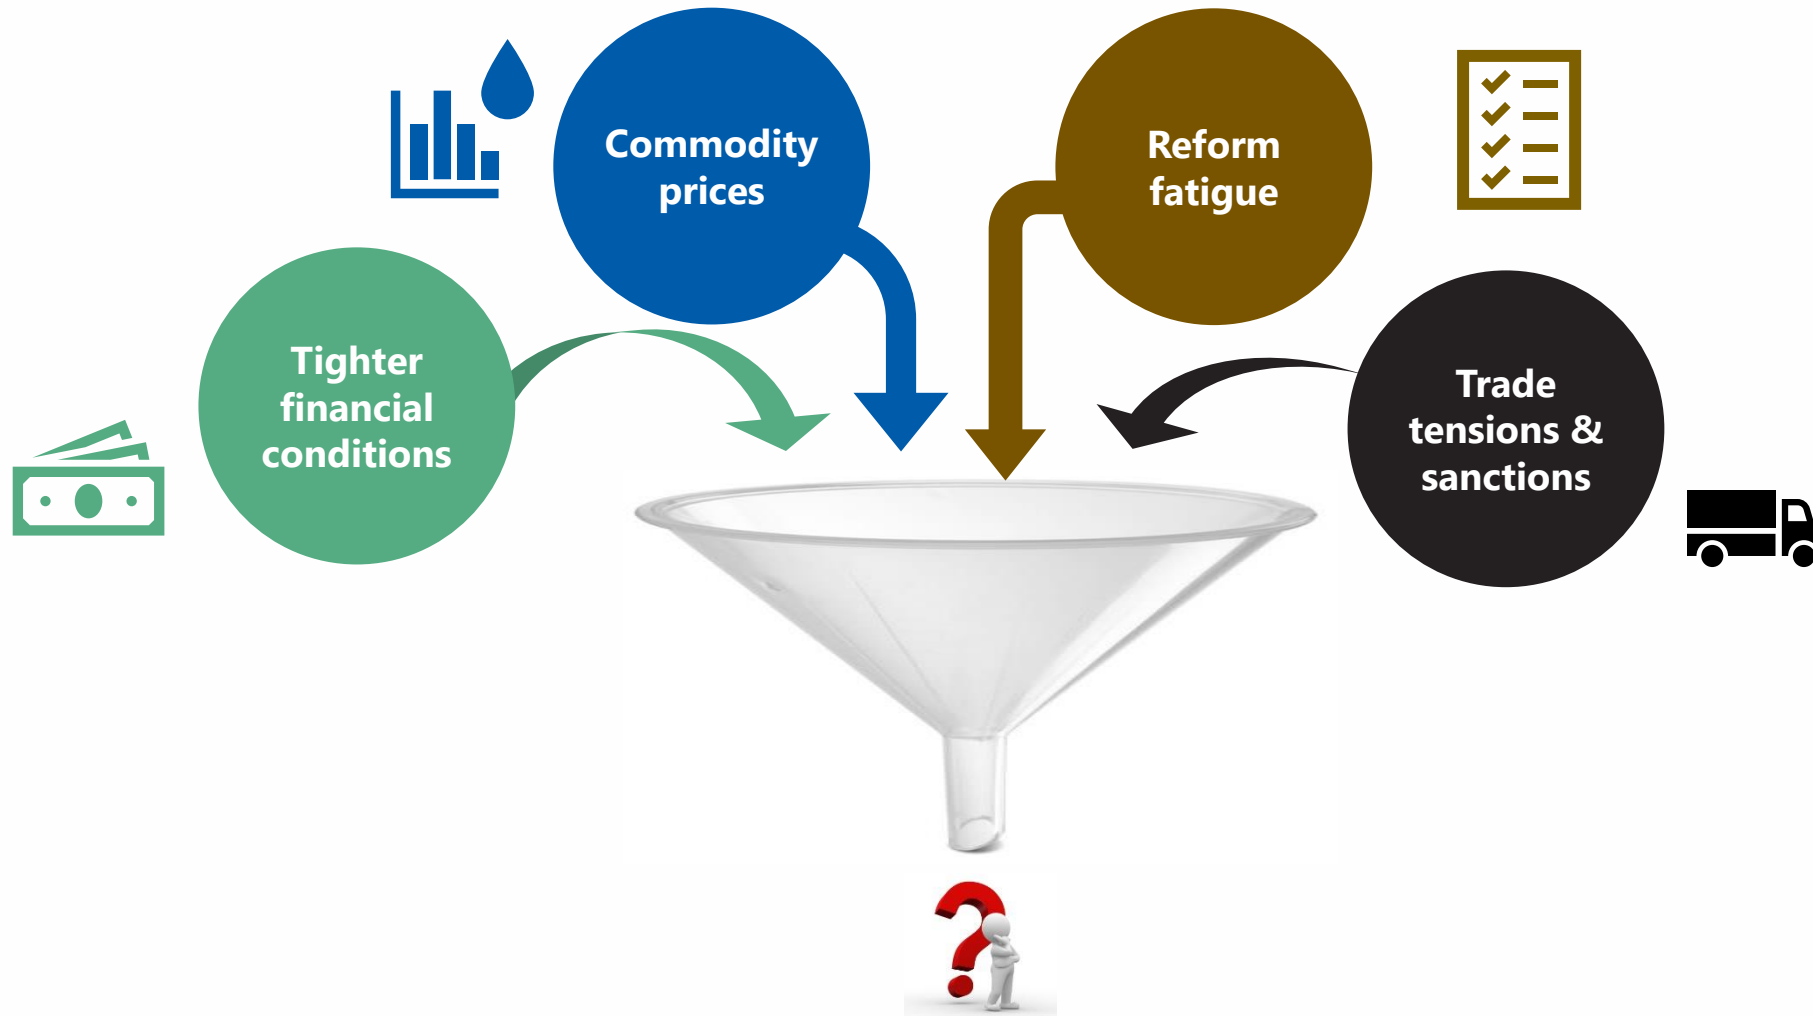 Commodity
prices
Reform
fatigue
Tighter
financial
conditions
Trade
tensions &
sanctions